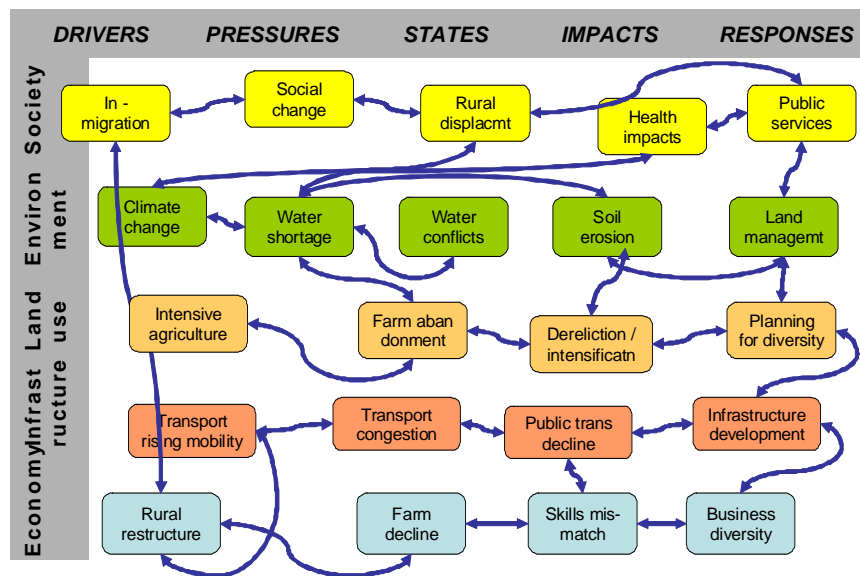 DRIVERS PRESSURES STATES IMPACTS RESPONSES
Society
In -
migration
Social
change
Rural
displacmt
Health
impacts
Public
services
Environ
ment
Climate
change
Water
shortage
Water
conflicts
Soil
erosion
Land
managemt
Land use
Intensive
agriculture
Farm aban
donment
Dereliction /
intensificatn
Planning
for diversity
Infrast
ructure
Transport
rising mobility
Transport
congestion
Public trans
decline
Infrastructure
development
Economy
Rural
restructure
Farm
decline
Skills mis-
match
Business
diversity